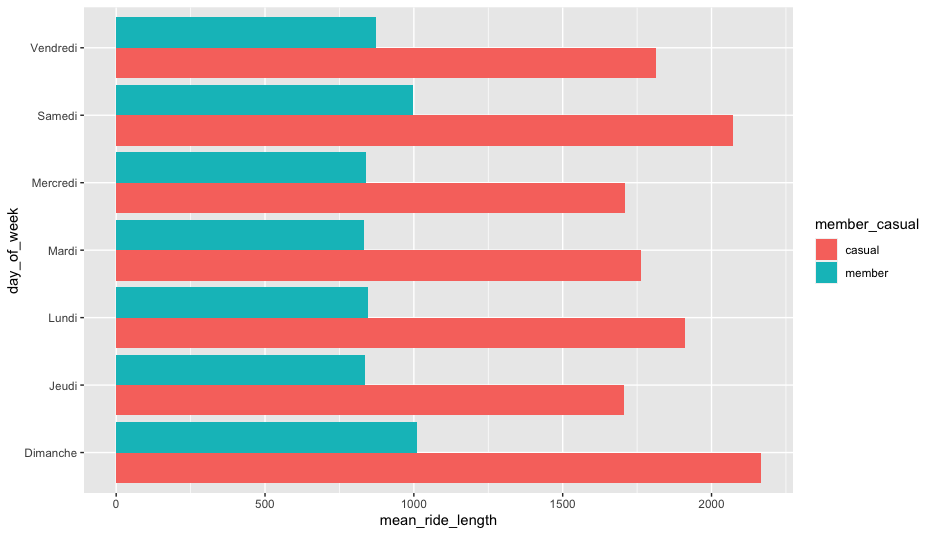 day_of_week
Vendredi
Samedi
Mercredi
Mardi
Lundi
Jeudi
Dimanche
0 500 1000 1500 2000
mean_ride_length
member_casual
casual
member